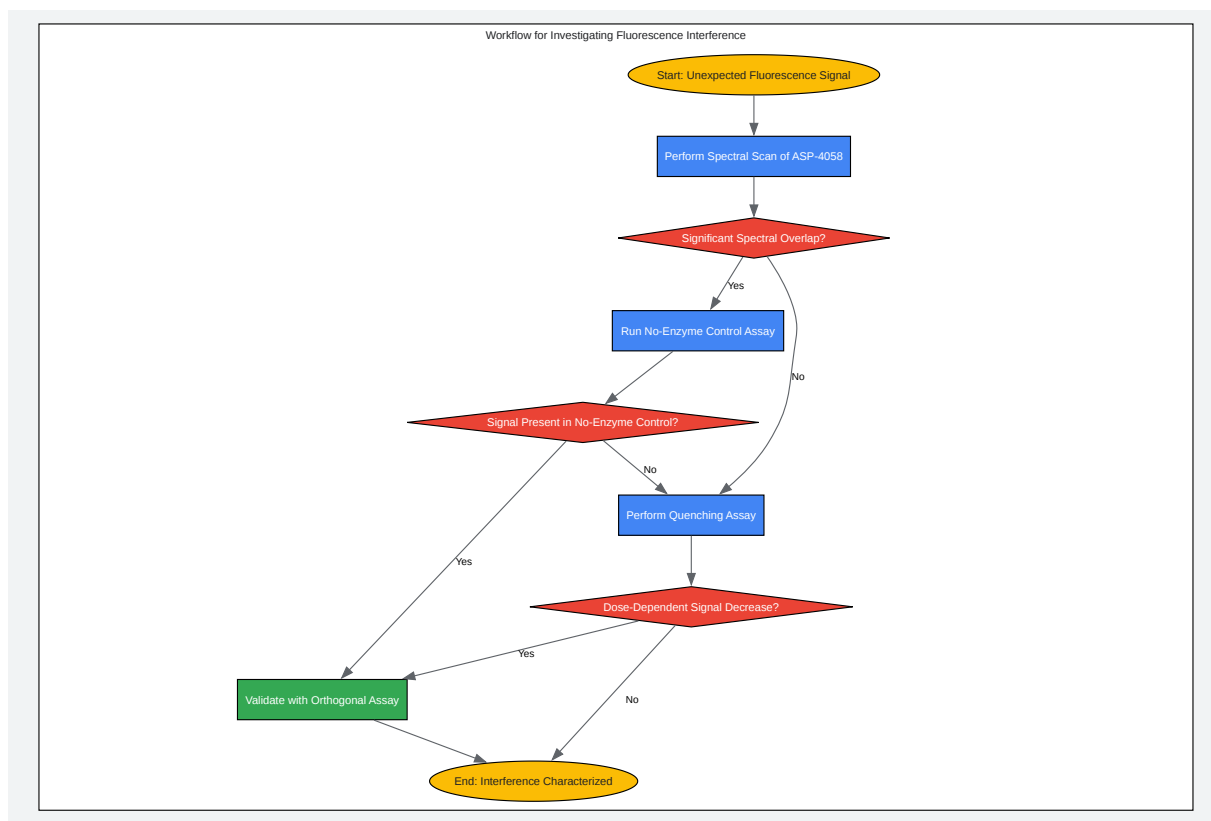 Workflow for Investigating Fluorescence Interference
Start: Unexpected Fluorescence Signal
Perform Spectral Scan of ASP-4058
Significant Spectral Overlap?
Yes
Run No-Enzyme Control Assay
No
Signal Present in No-Enzyme Control?
No
Perform Quenching Assay
Yes
Dose-Dependent Signal Decrease?
Yes
No
Validate with Orthogonal Assay
End: Interference Characterized